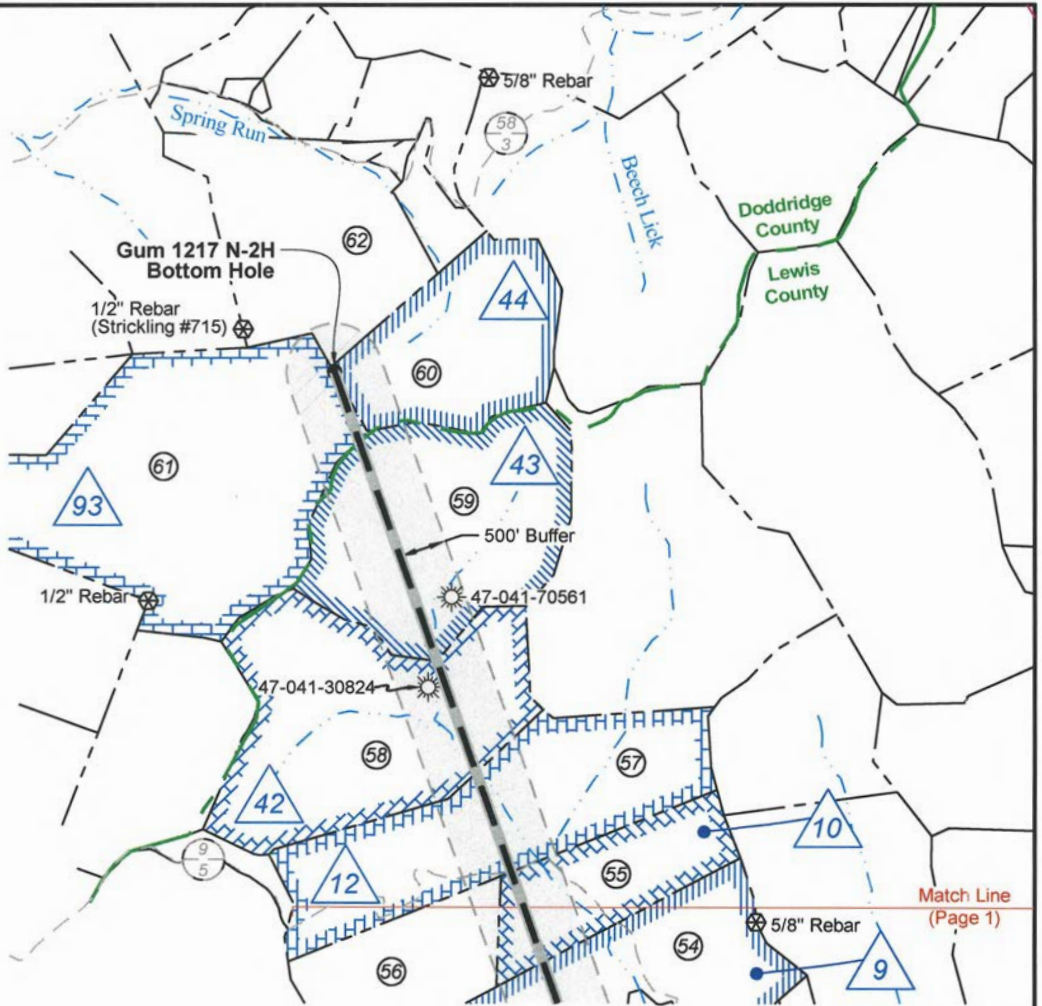 5/8" Rebar
58
3
Spring Run
Beech Lick
Doddridge
County
Lewis
County
62
Gum 1217 N-2H
Bottom Hole
1/2" Rebar
(Strickling #715)
44
60
61
93
43
59
500' Buffer
1/2" Rebar
47-041-70561
47-041-30824
58
57
42
10
9
5
12
55
Match Line
(Page 1)
5/8" Rebar
54
56
9